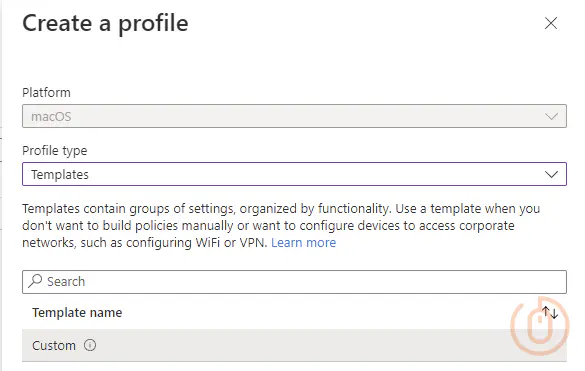 Create a profile
Platform
macOS
Profile type
Templates
Templates contain groups of settings, organized by functionality. Use a template when you
don't want to build policies manually or want to configure devices to access corporate
networks, such as configuring WiFi or VPN. Learn more
Search
Template name
Custom